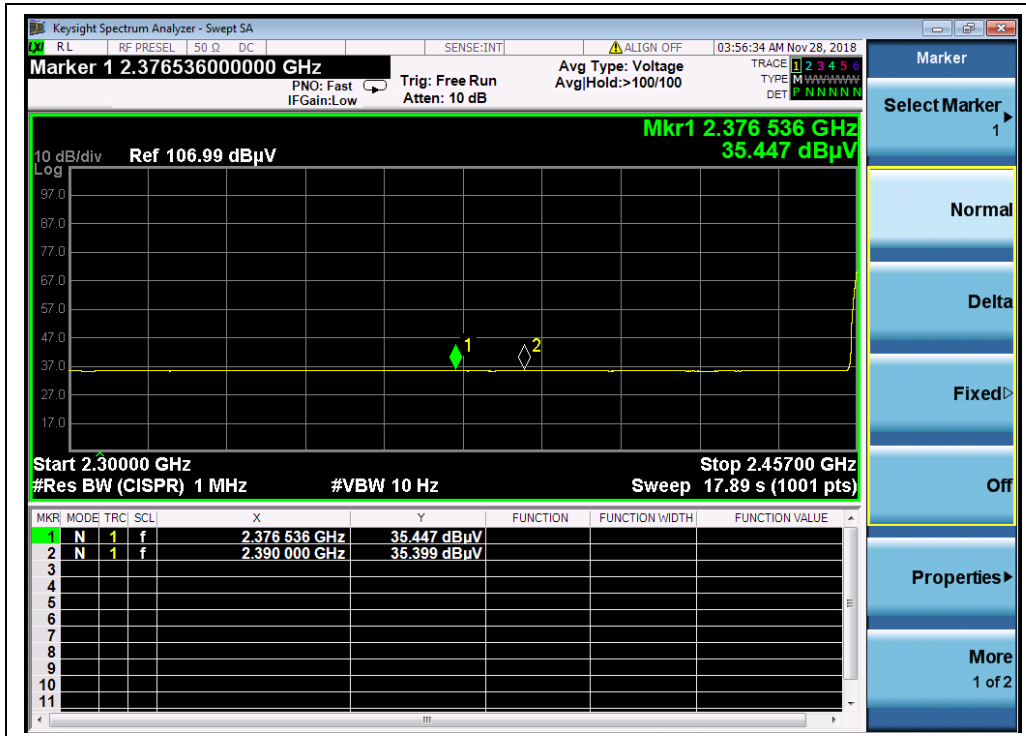 Keysight Spectrum Analyzer - Swept SA
LXI RL RF PRESEL 50 Ω DC SENSE:INT ALIGN OFF 03:56:34 AM Nov 28, 2018
Marker 1 2.376536000000 GHz
PNO: Fast
IFGain:Low
Trig: Free Run
Atten: 10 dB
Avg Type: Voltage
Avg|Hold:>100/100
TRACE 1 2 3 4 5 6
TYPE M WWWWW
DET P N N N N N
Mkr1 2.376 536 GHz
35.447 dBµV
10 dB/div Ref 106.99 dBµV
Log
97.0
87.0
77.0
67.0
57.0
47.0
37.0
27.0
17.0
1
2
Start 2.30000 GHz Stop 2.45700 GHz
#Res BW (CISPR) 1 MHz #VBW 10 Hz Sweep 17.89 s (1001 pts)
MKR MODE TRC SCL X Y FUNCTION FUNCTION WIDTH FUNCTION VALUE
1 N 1 f 2.376 536 GHz 35.447 dBµV
2 N 1 f 2.390 000 GHz 35.399 dBµV
3
4
5
6
7
8
9
10
11
Marker
Select Marker
1
Normal
Delta
Fixed
Off
Properties
More
1 of 2